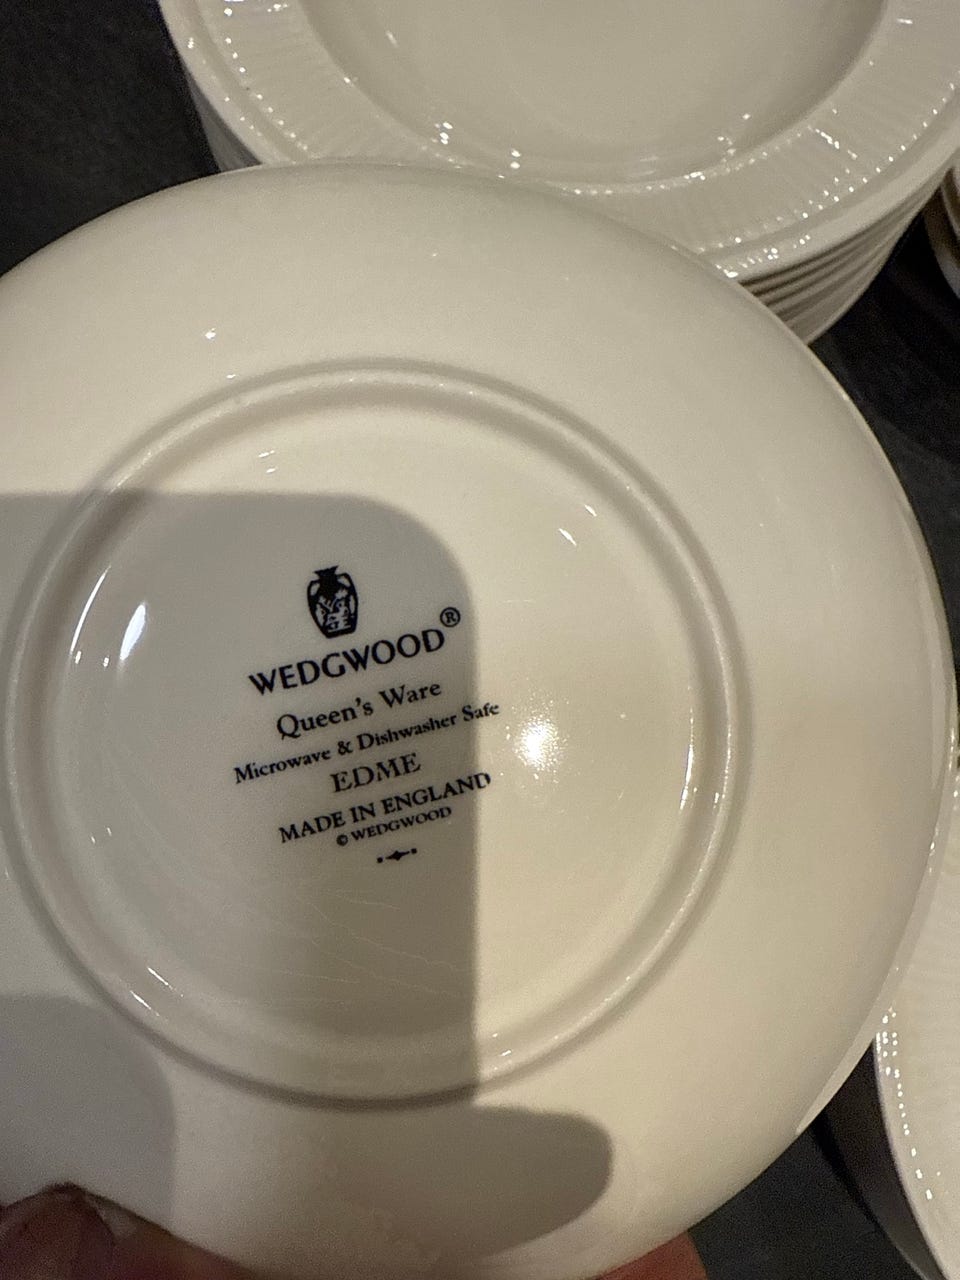 WEDGWOOD®
Queen's Ware
Microwave & Dishwasher Safe
EDME
MADE IN ENGLAND
© WEDGWOOD